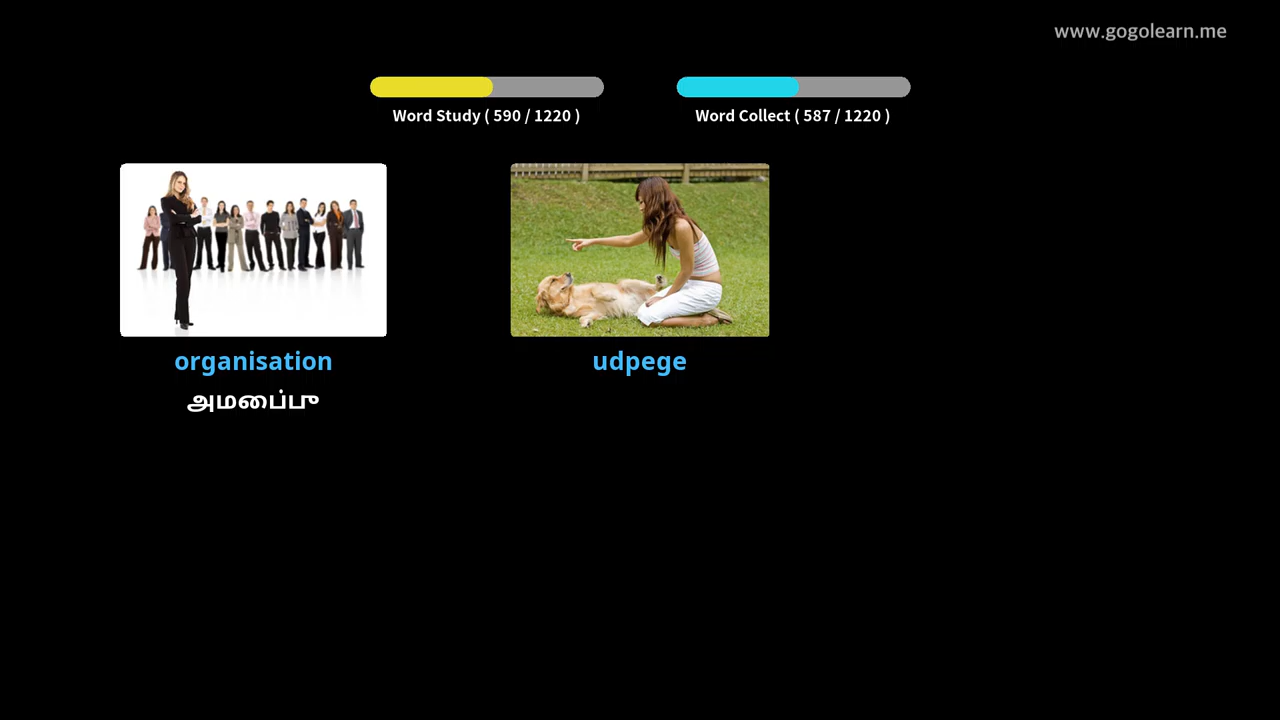 www.gogolearn.me
Word Study ( 590 / 1220 )
Word Collect ( 587 / 1220 )
organisation
udpege
அமைப்பு